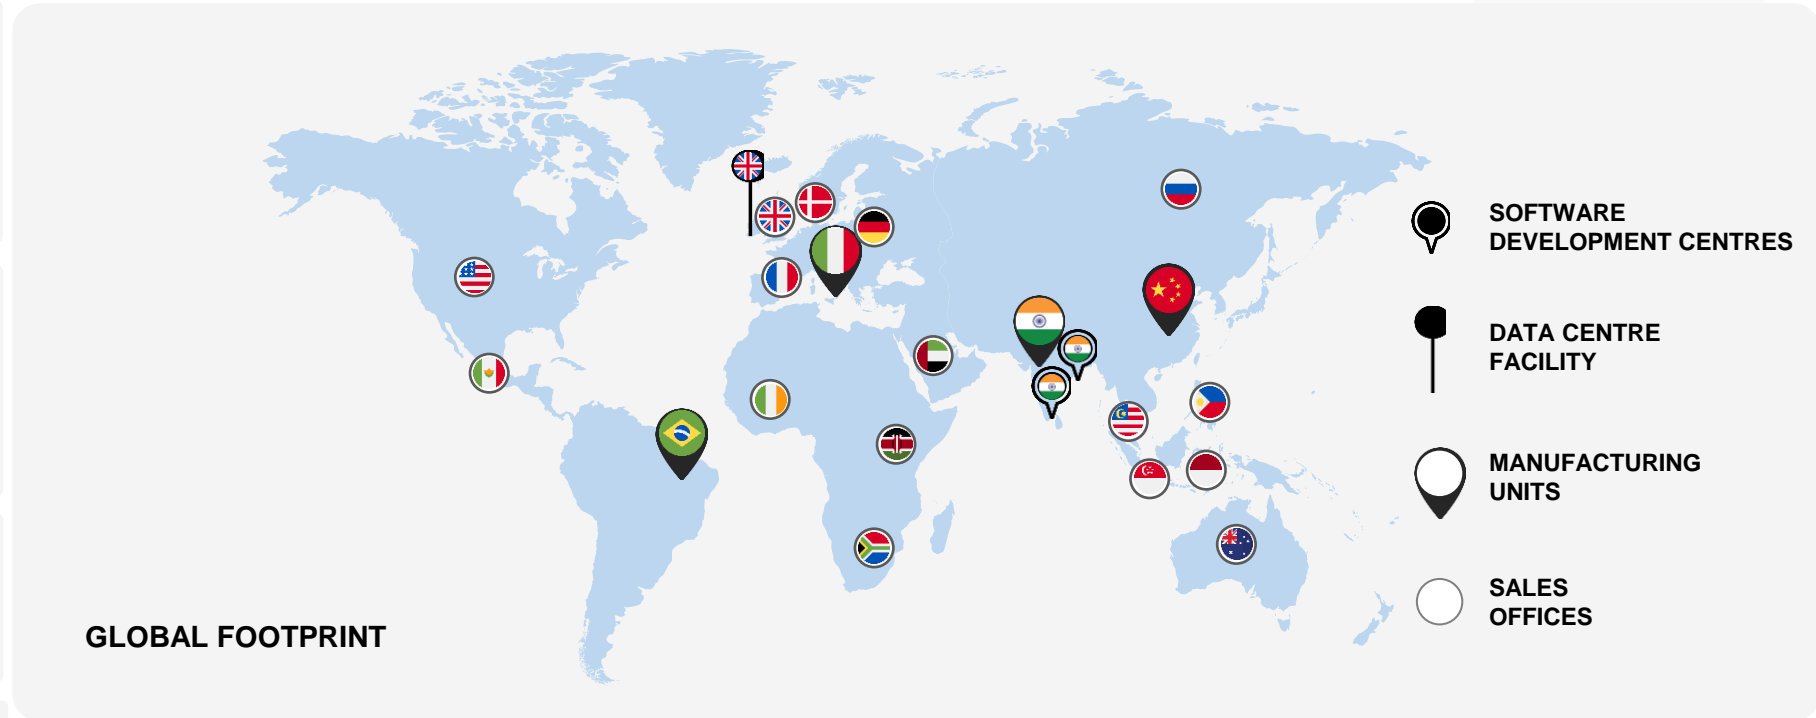 SOFTWARE
DEVELOPMENT CENTRES
DATA CENTRE
FACILITY
MANUFACTURING
UNITS
SALES
OFFICES
GLOBAL FOOTPRINT